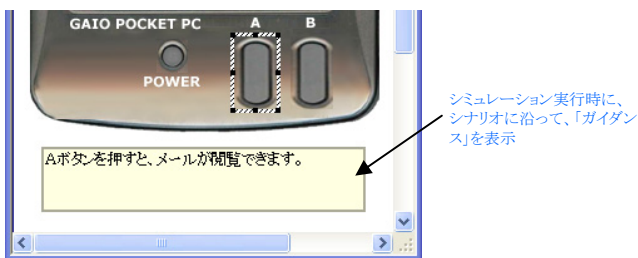 GAIO POCKET PC A B
POWER
シミュレーション実行時に、
シナリオに沿って、「ガイダン
ス」を表示
Aボタンを押すと、メールが閲覧できます。